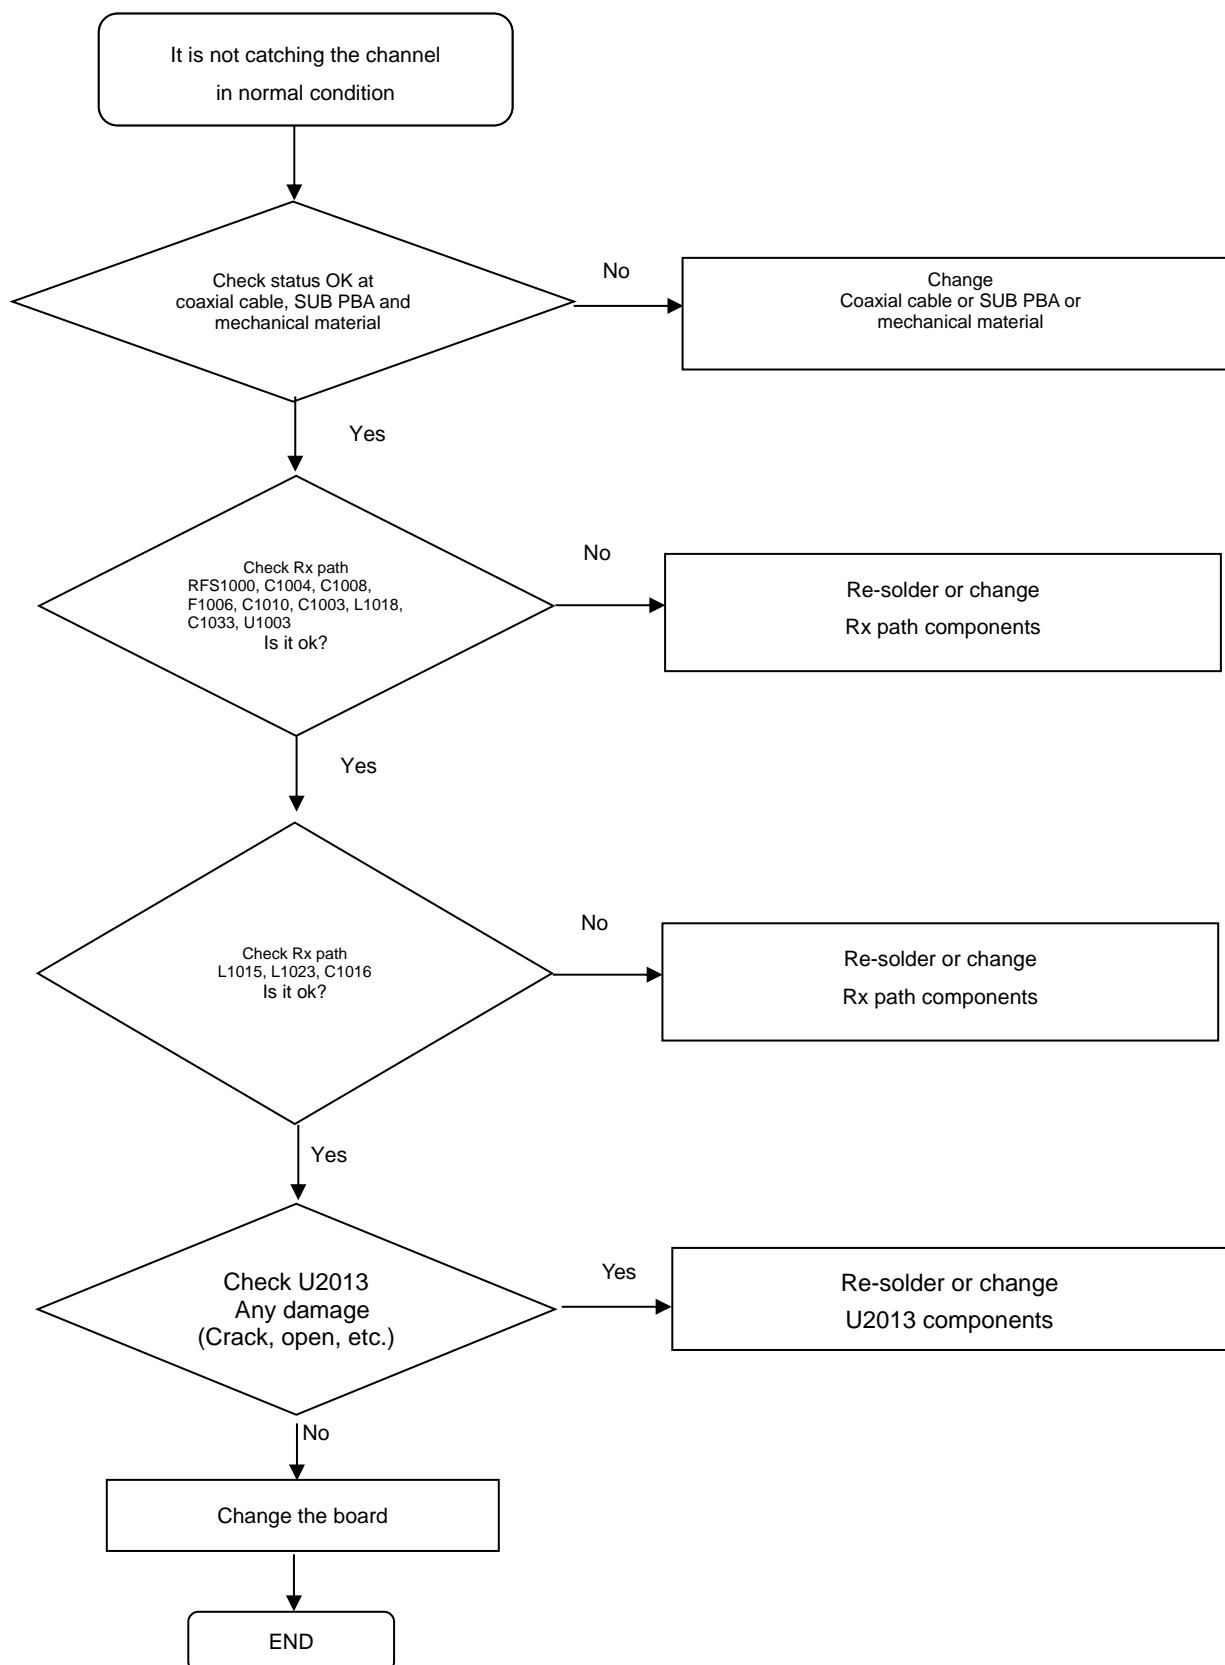 It is not catching the channel
in normal condition
Check status OK at
coaxial cable, SUB PBA and
mechanical material
No
Change
Coaxial cable or SUB PBA or
mechanical material
Yes
Check Rx path
RFS1000, C1004, C1008,
F1006, C1010, C1003, L1018,
C1033, U1003
Is it ok?
No
Re-solder or change
Rx path components
Yes
Check Rx path
L1015, L1023, C1016
Is it ok?
No
Re-solder or change
Rx path components
Yes
Check U2013
Any damage
(Crack, open, etc.)
Yes
Re-solder or change
U2013 components
No
Change the board
END